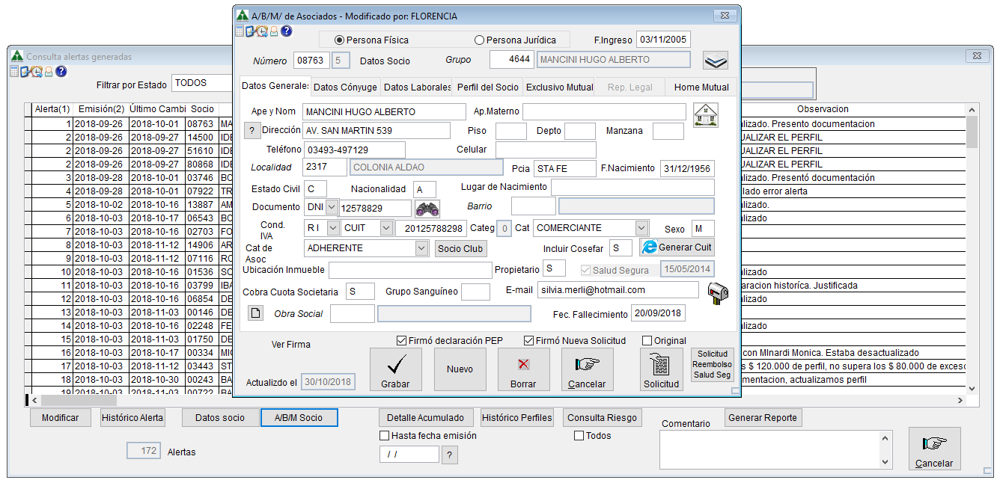 A/B/M/ de Asociados - Modificado por: FLORENCIA
Persona Física Persona Jurídica F.Ingreso 03/11/2005
Número 08763 5 Datos Socio Grupo 4644 MANCINI HUGO ALBERTO
Datos Generales Datos Cónyuge Datos Laborales Perfil del Socio Exclusivo Mutual Rep. Legal Home Mutual
Ape y Nom MANCINI HUGO ALBERTO Ap.Materno
? Dirección AV. SAN MARTIN 539 Piso Depto Manzana
Teléfono 03493-497129 Celular
Localidad 2317 COLONIA ALDAO Pcia STA FE F.Nacimiento 31/12/1956
Estado Civil C Nacionalidad A Lugar de Nacimiento
Documento DNI 12578829 Barrio
Cond. IVA R I CUIT 20125788298 Categ 0 Cat COMERCIANTE Sexo M
Cat de Asoc ADHERENTE Socio Club Incluir Cosefar S Generar Cuit
Ubicación Inmueble Propietario S Salud Segura 15/05/2014
Cobra Cuota Societaria S Grupo Sanguíneo E-mail silvia.merli@hotmail.com
Obra Social Fec. Fallecimiento 20/09/2018
Ver Firma Firmó declaración PEP Firmó Nueva Solicitud Original
Actualizdo el 30/10/2018 Grabar Nuevo Borrar Cancelar Solicitud Solicitud Reembolso Salud Seg
Consulta alertas generadas
Filtrar por Estado TODOS
Alerta(1) Emisión(2) Último Cambi Socio Observacion
1 2018-09-26 2018-10-01 08763 MA lizado. Presento documentacion
2 2018-09-26 2018-09-27 14500 IDE UALIZAR EL PERFIL
2 2018-09-26 2018-09-27 51610 IDE UALIZAR EL PERFIL
2 2018-09-26 2018-09-27 80868 IDE UALIZAR EL PERFIL
3 2018-09-28 2018-10-01 03746 BO lizado. Presentó documentación
4 2018-09-28 2018-10-01 07922 TR lado error alerta
5 2018-10-02 2018-10-16 13887 AM lizado.
6 2018-10-03 2018-10-17 06543 BO lizado
7 2018-10-03 2018-10-16 02703 FO
8 2018-10-03 2018-11-12 14906 AR
9 2018-10-03 2018-11-12 07116 RO
10 2018-10-03 2018-10-16 01536 SO lizado
11 2018-10-03 2018-10-16 03799 IBA aracion historíca. Justificada
12 2018-10-03 2018-10-16 06854 DE lizado
13 2018-10-03 2018-11-03 00146 DE
14 2018-10-03 2018-10-16 02248 FE lizado
15 2018-10-03 2018-11-03 01750 DE
16 2018-10-03 2018-10-17 00334 MIC con MInardi Monica. Estaba desactualizado
17 2018-10-03 2018-11-12 03443 ST s $ 120.000 de perfil, no supera los $ 80.000 de exceso
18 2018-10-03 2018-10-30 00243 BA mentacion, actualizamos perfil
19 2018-10-03 2018-11-03 00722 BA
Modificar Histórico Alerta Datos socio A/B/M Socio Detalle Acumulado Histórico Perfiles Consulta Riesgo Comentario Generar Reporte
Hasta fecha emisión Todos
172 Alertas / / ? Cancelar